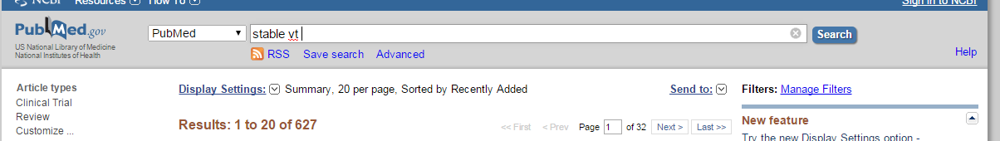 NCBI Resources How To Sign in to NCBI
PubMed.gov
US National Library of Medicine
National Institutes of Health
PubMed
stable vt
Search
RSS Save search Advanced
Help
Article types
Clinical Trial
Review
Customize ...
Display Settings: Summary, 20 per page, Sorted by Recently Added
Send to:
Results: 1 to 20 of 627
<< First < Prev Page 1 of 32 Next > Last >>
Filters: Manage Filters
New feature
Try the new Display Settings option -